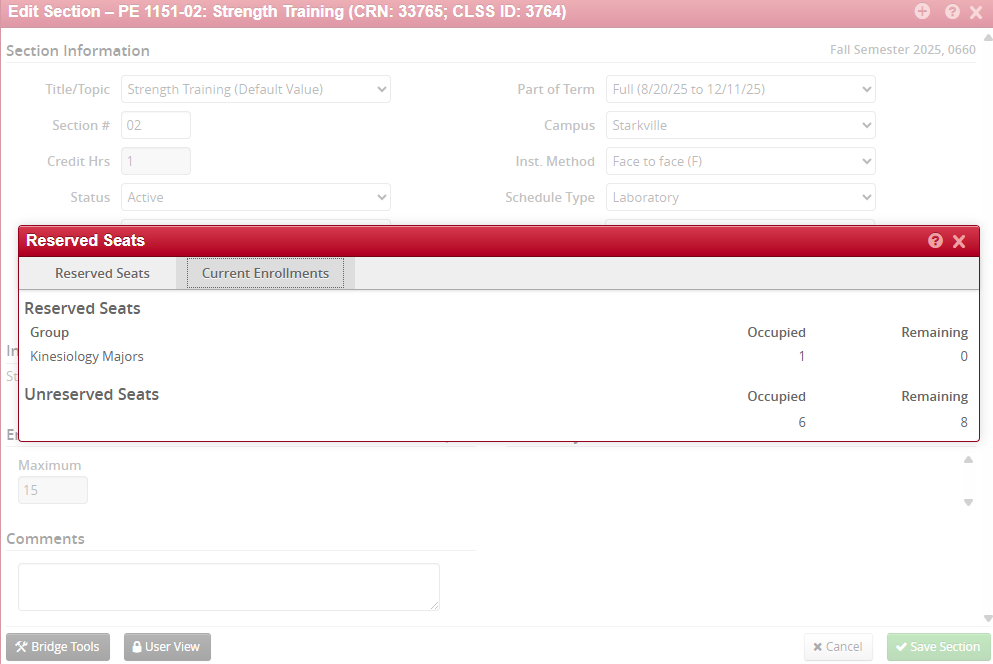 Edit Section – PE 1151-02: Strength Training (CRN: 33765; CLSS ID: 3764)
Section Information
Fall Semester 2025, 0660
Title/Topic Strength Training (Default Value) Part of Term Full (8/20/25 to 12/11/25)
Section # 02 Campus Starkville
Credit Hrs 1 Inst. Method Face to face (F)
Status Active Schedule Type Laboratory
Reserved Seats
Reserved Seats Current Enrollments
Reserved Seats
Group Occupied Remaining
Kinesiology Majors 1 0
Unreserved Seats Occupied Remaining
6 8
Maximum
15
Comments
Bridge Tools User View Cancel Save Section